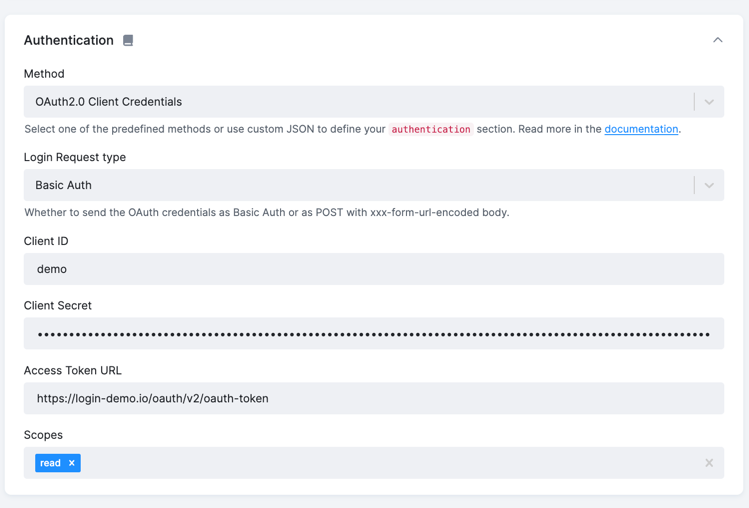 Authentication
Method
OAuth2.0 Client Credentials
Select one of the predefined methods or use custom JSON to define your authentication section. Read more in the documentation.
Login Request type
Basic Auth
Whether to send the OAuth credentials as Basic Auth or as POST with xxx-form-url-encoded body.
Client ID
demo
Client Secret
Access Token URL
https://login-demo.io/oauth/v2/oauth-token
Scopes
read